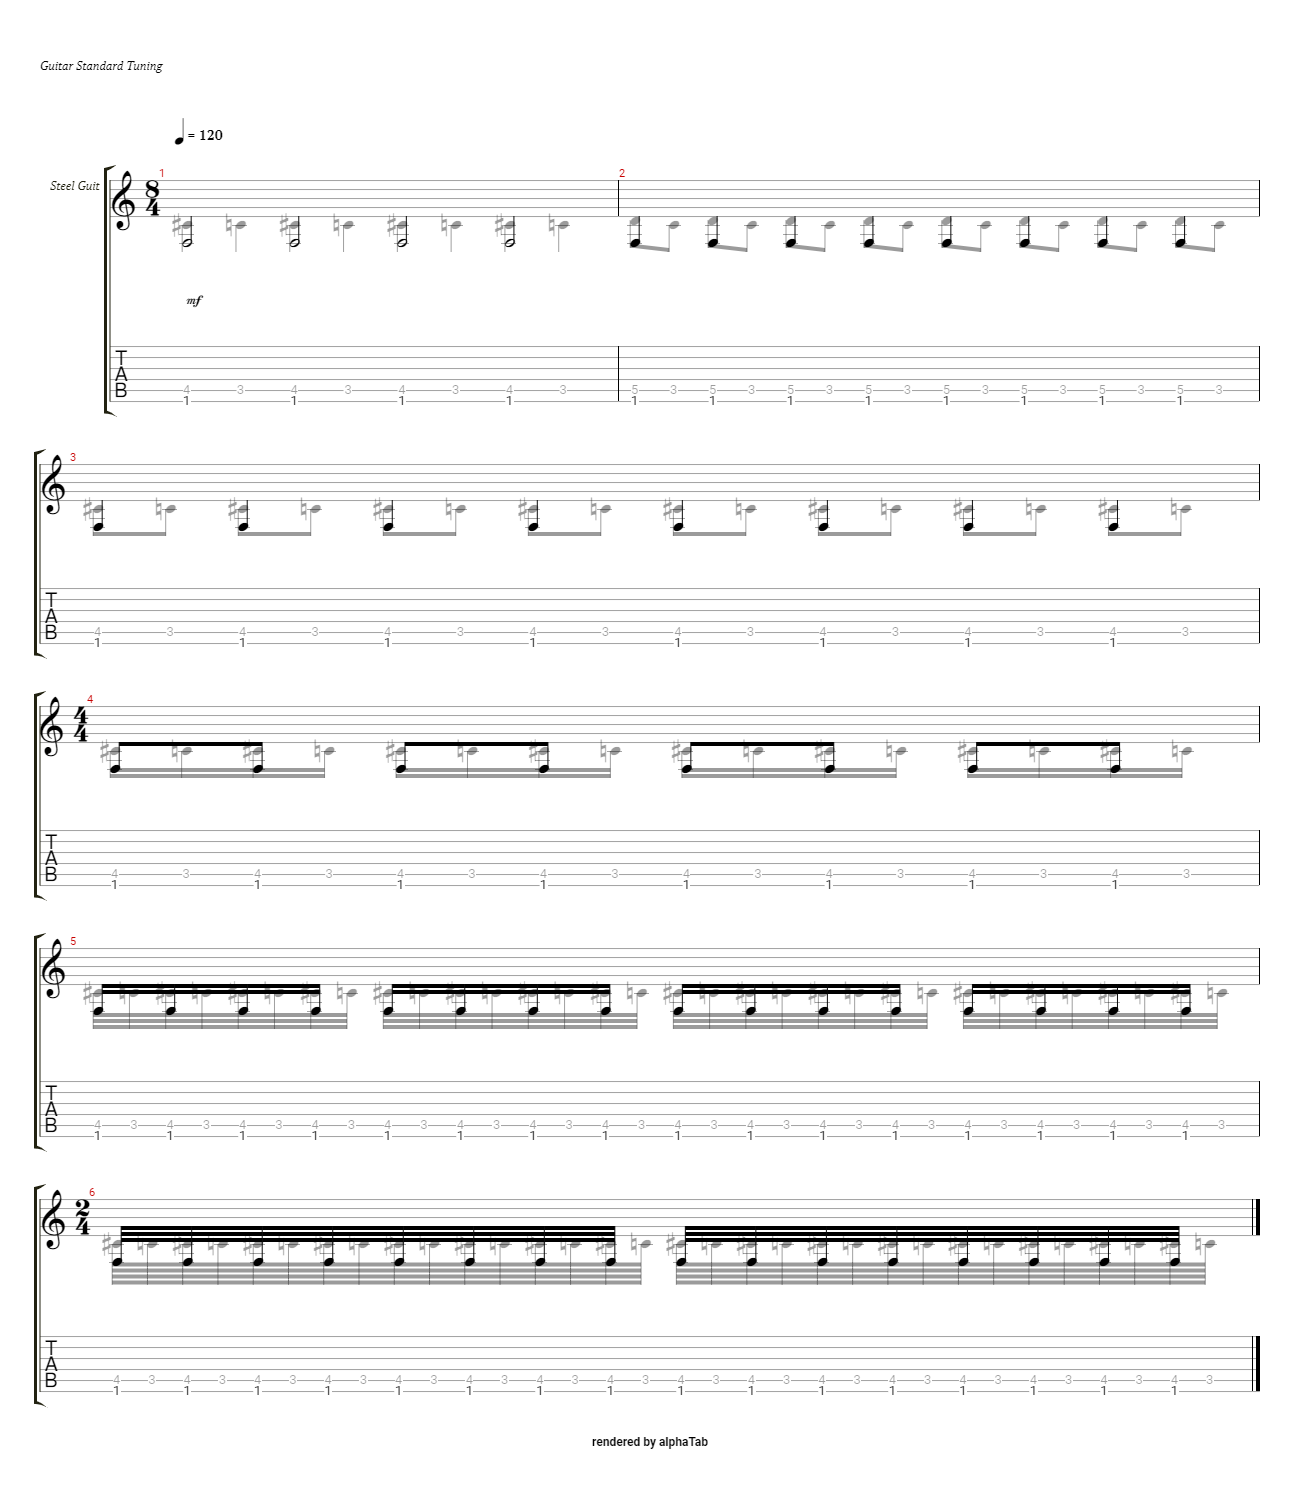 Guitar Standard Tuning
= 120
Steel Guit
1 2
8
4
mf
T
A
B
4 3 4 3 4 3 4 3 5 3 5 3 5 3 5 3 5 3 5 3 5 3 5 3
1 1 1 1 1 1 1 1 1 1 1 1
3
T
A
B
4 3 4 3 4 3 4 3 4 3 4 3 4 3 4 3
1 1 1 1 1 1 1 1
4
4
4
T
A
B
4 3 4 3 4 3 4 3 4 3 4 3 4 3 4 3
1 1 1 1 1 1 1 1
5
T
A
B
4 3 4 3 4 3 4 3 4 3 4 3 4 3 4 3 4 3 4 3 4 3 4 3 4 3 4 3 4 3 4 3
1 1 1 1 1 1 1 1 1 1 1 1 1 1 1 1
6
2
4
T
A
B
4 3 4 3 4 3 4 3 4 3 4 3 4 3 4 3 4 3 4 3 4 3 4 3 4 3 4 3 4 3 4 3
1 1 1 1 1 1 1 1 1 1 1 1 1 1 1 1
rendered by alphaTab